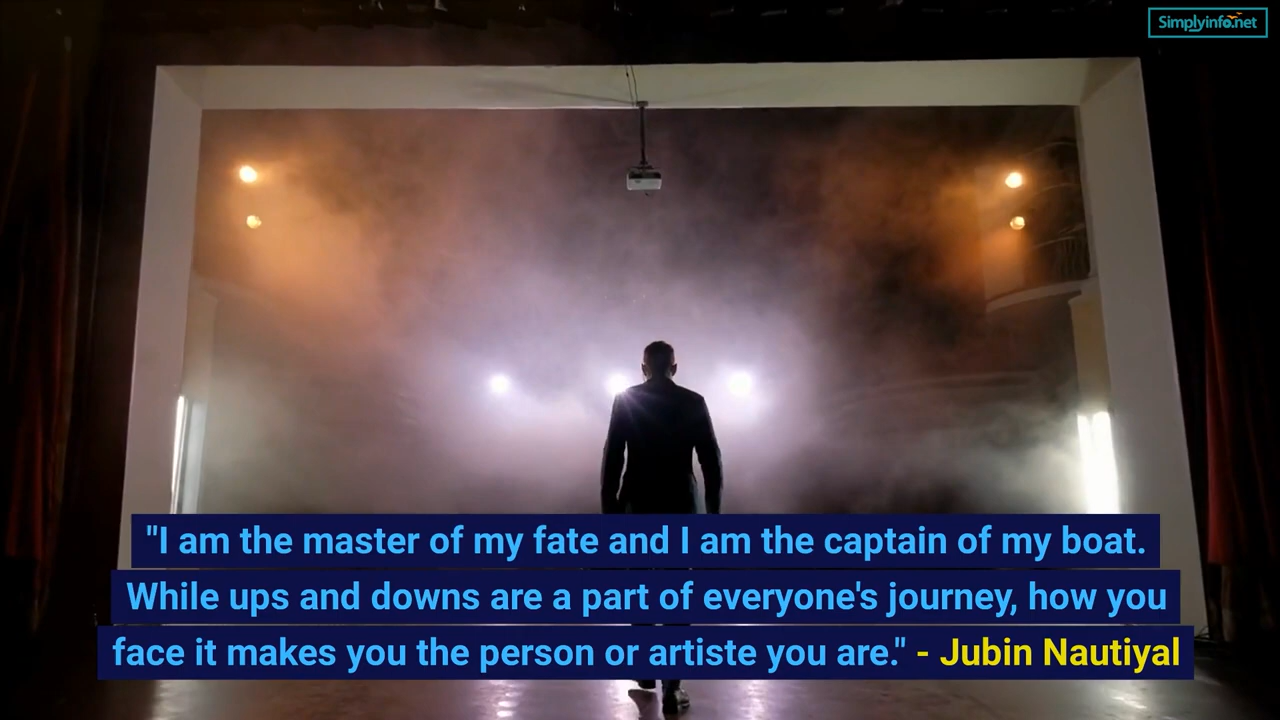 Simplyinfo.net
"I am the master of my fate and I am the captain of my boat.
While ups and downs are a part of everyone's journey, how you
face it makes you the person or artiste you are." - Jubin Nautiyal